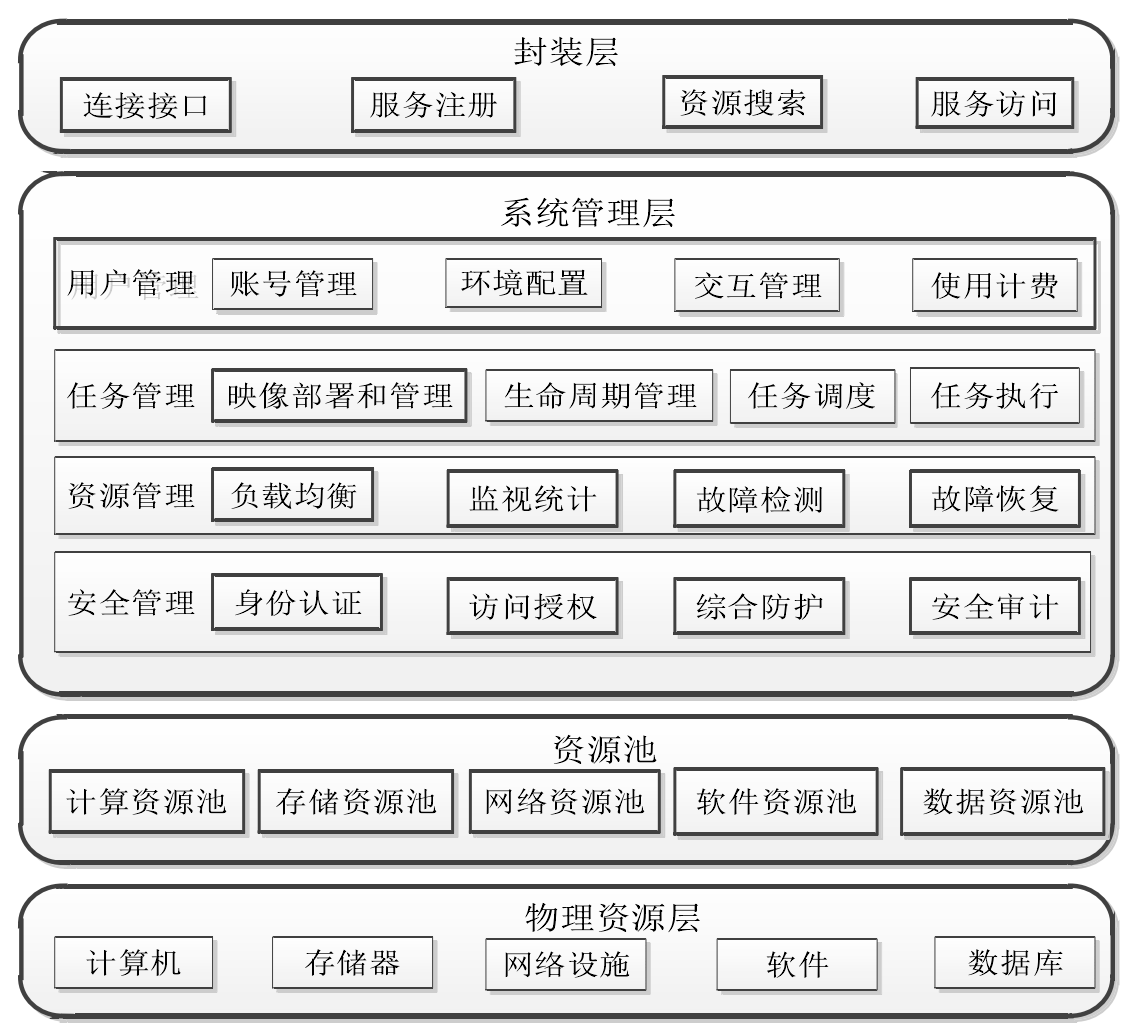 封装层
连接接口 服务注册 资源搜索 服务访问
系统管理层
用户管理 账号管理 环境配置 交互管理 使用计费
任务管理 映像部署和管理 生命周期管理 任务调度 任务执行
资源管理 负载均衡 监视统计 故障检测 故障恢复
安全管理 身份认证 访问授权 综合防护 安全审计
资源池
计算资源池 存储资源池 网络资源池 软件资源池 数据资源池
物理资源层
计算机 存储器 网络设施 软件 数据库